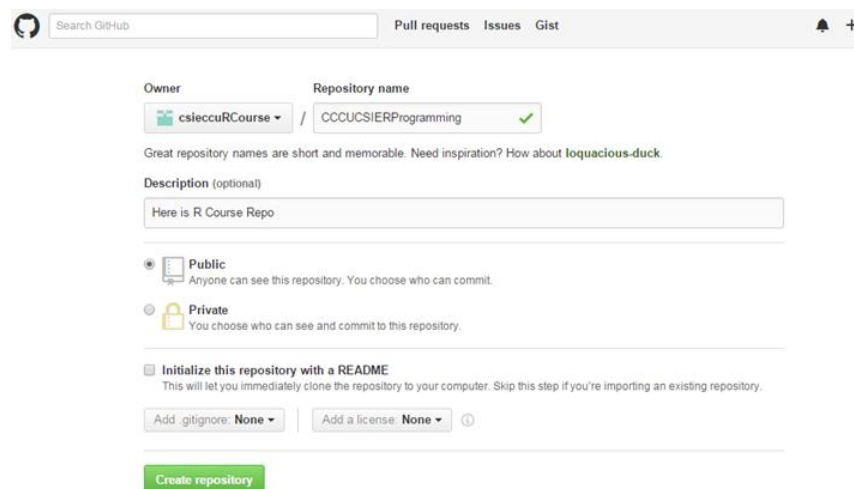 Search GitHub
Pull requests Issues Gist
Owner Repository name
csieccuRCourse / CCCUCSIERProgramming
Great repository names are short and memorable. Need inspiration? How about loquacious-duck.
Description (optional)
Here is R Course Repo
Public
Anyone can see this repository. You choose who can commit.
Private
You choose who can see and commit to this repository.
Initialize this repository with a README
This will let you immediately clone the repository to your computer. Skip this step if you're importing an existing repository.
Add .gitignore: None Add a license: None
Create repository